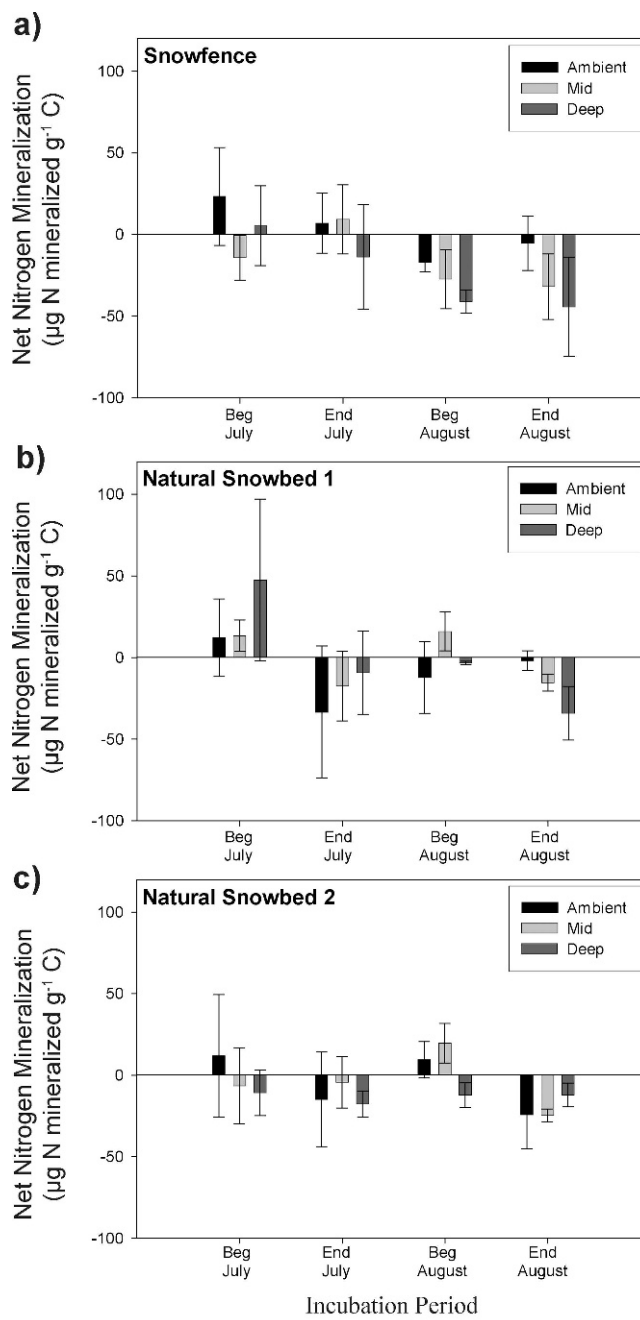 a)
Snowfence
Ambient
Mid
Deep
Net Nitrogen Mineralization
(µg N mineralized g⁻¹ C)
100
50
0
-50
-100
Beg
July
End
July
Beg
August
End
August
b)
Natural Snowbed 1
Ambient
Mid
Deep
Net Nitrogen Mineralization
(µg N mineralized g⁻¹ C)
100
50
0
-50
-100
Beg
July
End
July
Beg
August
End
August
c)
Natural Snowbed 2
Ambient
Mid
Deep
Net Nitrogen Mineralization
(µg N mineralized g⁻¹ C)
100
50
0
-50
-100
Beg
July
End
July
Beg
August
End
August
Incubation Period